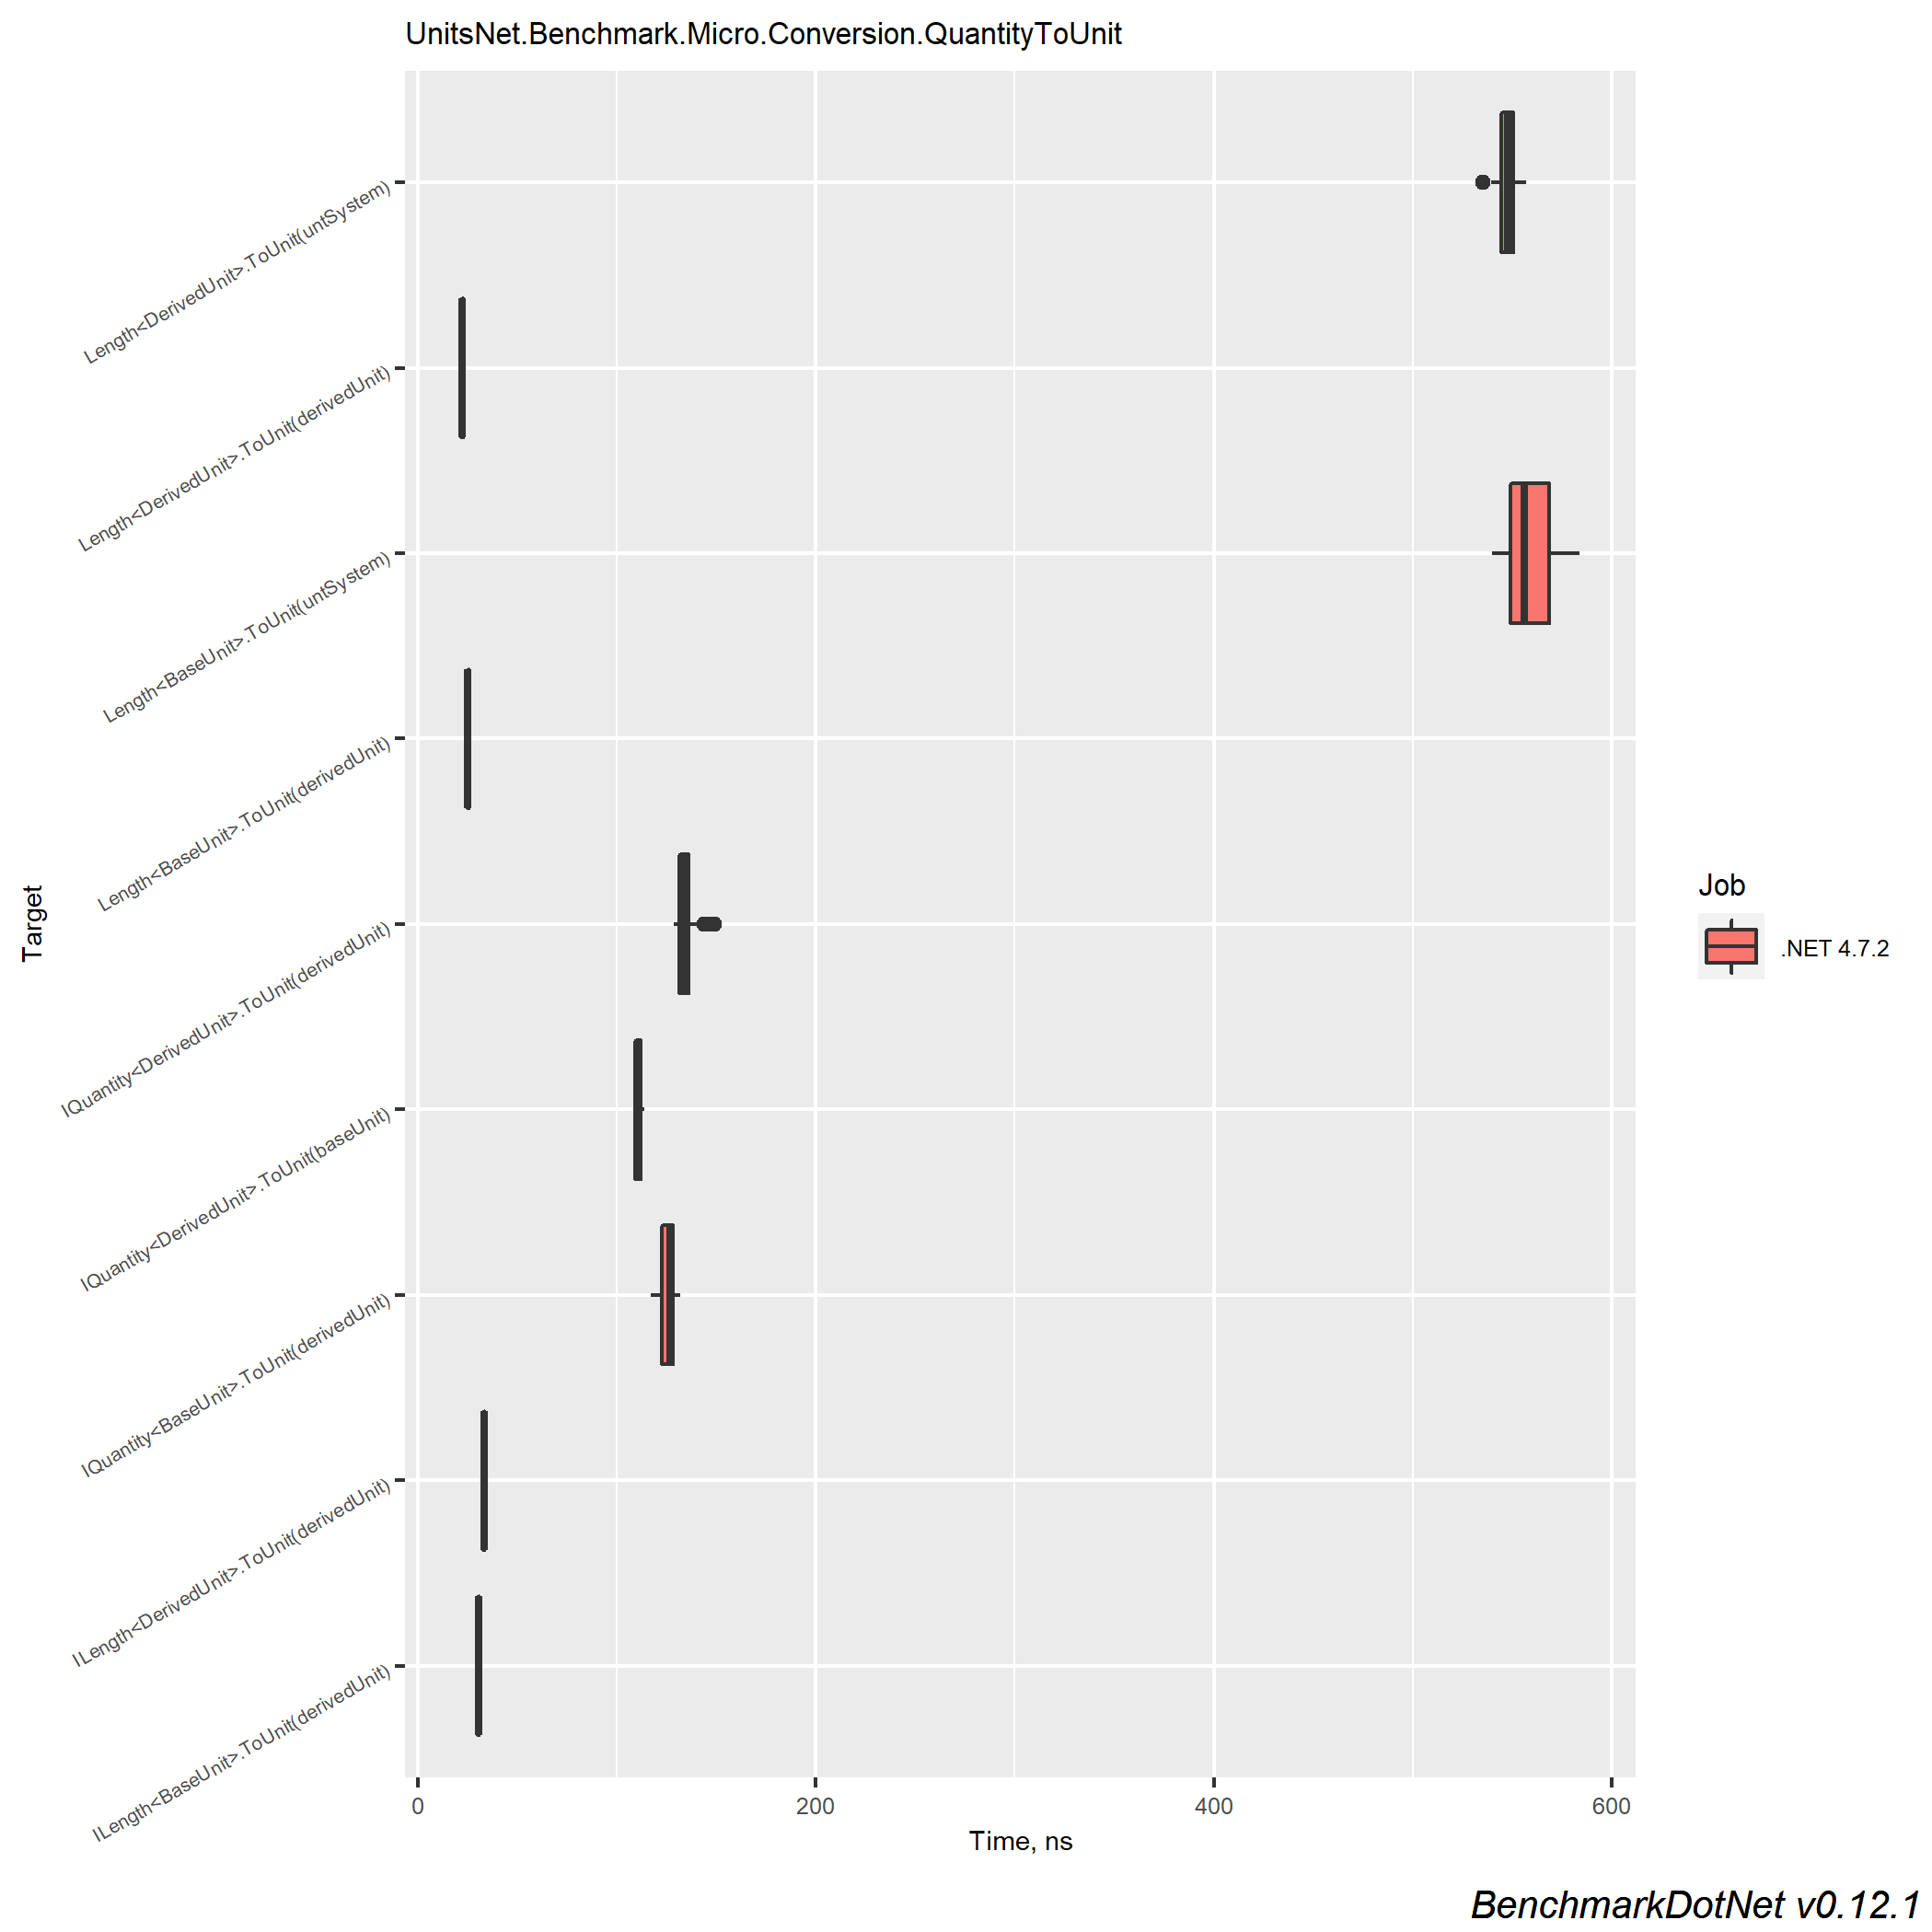 UnitsNet.Benchmark.Micro.Conversion.QuantityToUnit
Length<DerivedUnit>.ToUnit(untSystem)
Length<DerivedUnit>.ToUnit(derivedUnit)
Length<BaseUnit>.ToUnit(untSystem)
Length<BaseUnit>.ToUnit(derivedUnit)
IQuantity<DerivedUnit>.ToUnit(derivedUnit)
IQuantity<DerivedUnit>.ToUnit(baseUnit)
IQuantity<BaseUnit>.ToUnit(derivedUnit)
ILength<DerivedUnit>.ToUnit(derivedUnit)
ILength<BaseUnit>.ToUnit(derivedUnit)
Target
0 200 400 600
Time, ns
Job
.NET 4.7.2
BenchmarkDotNet v0.12.1